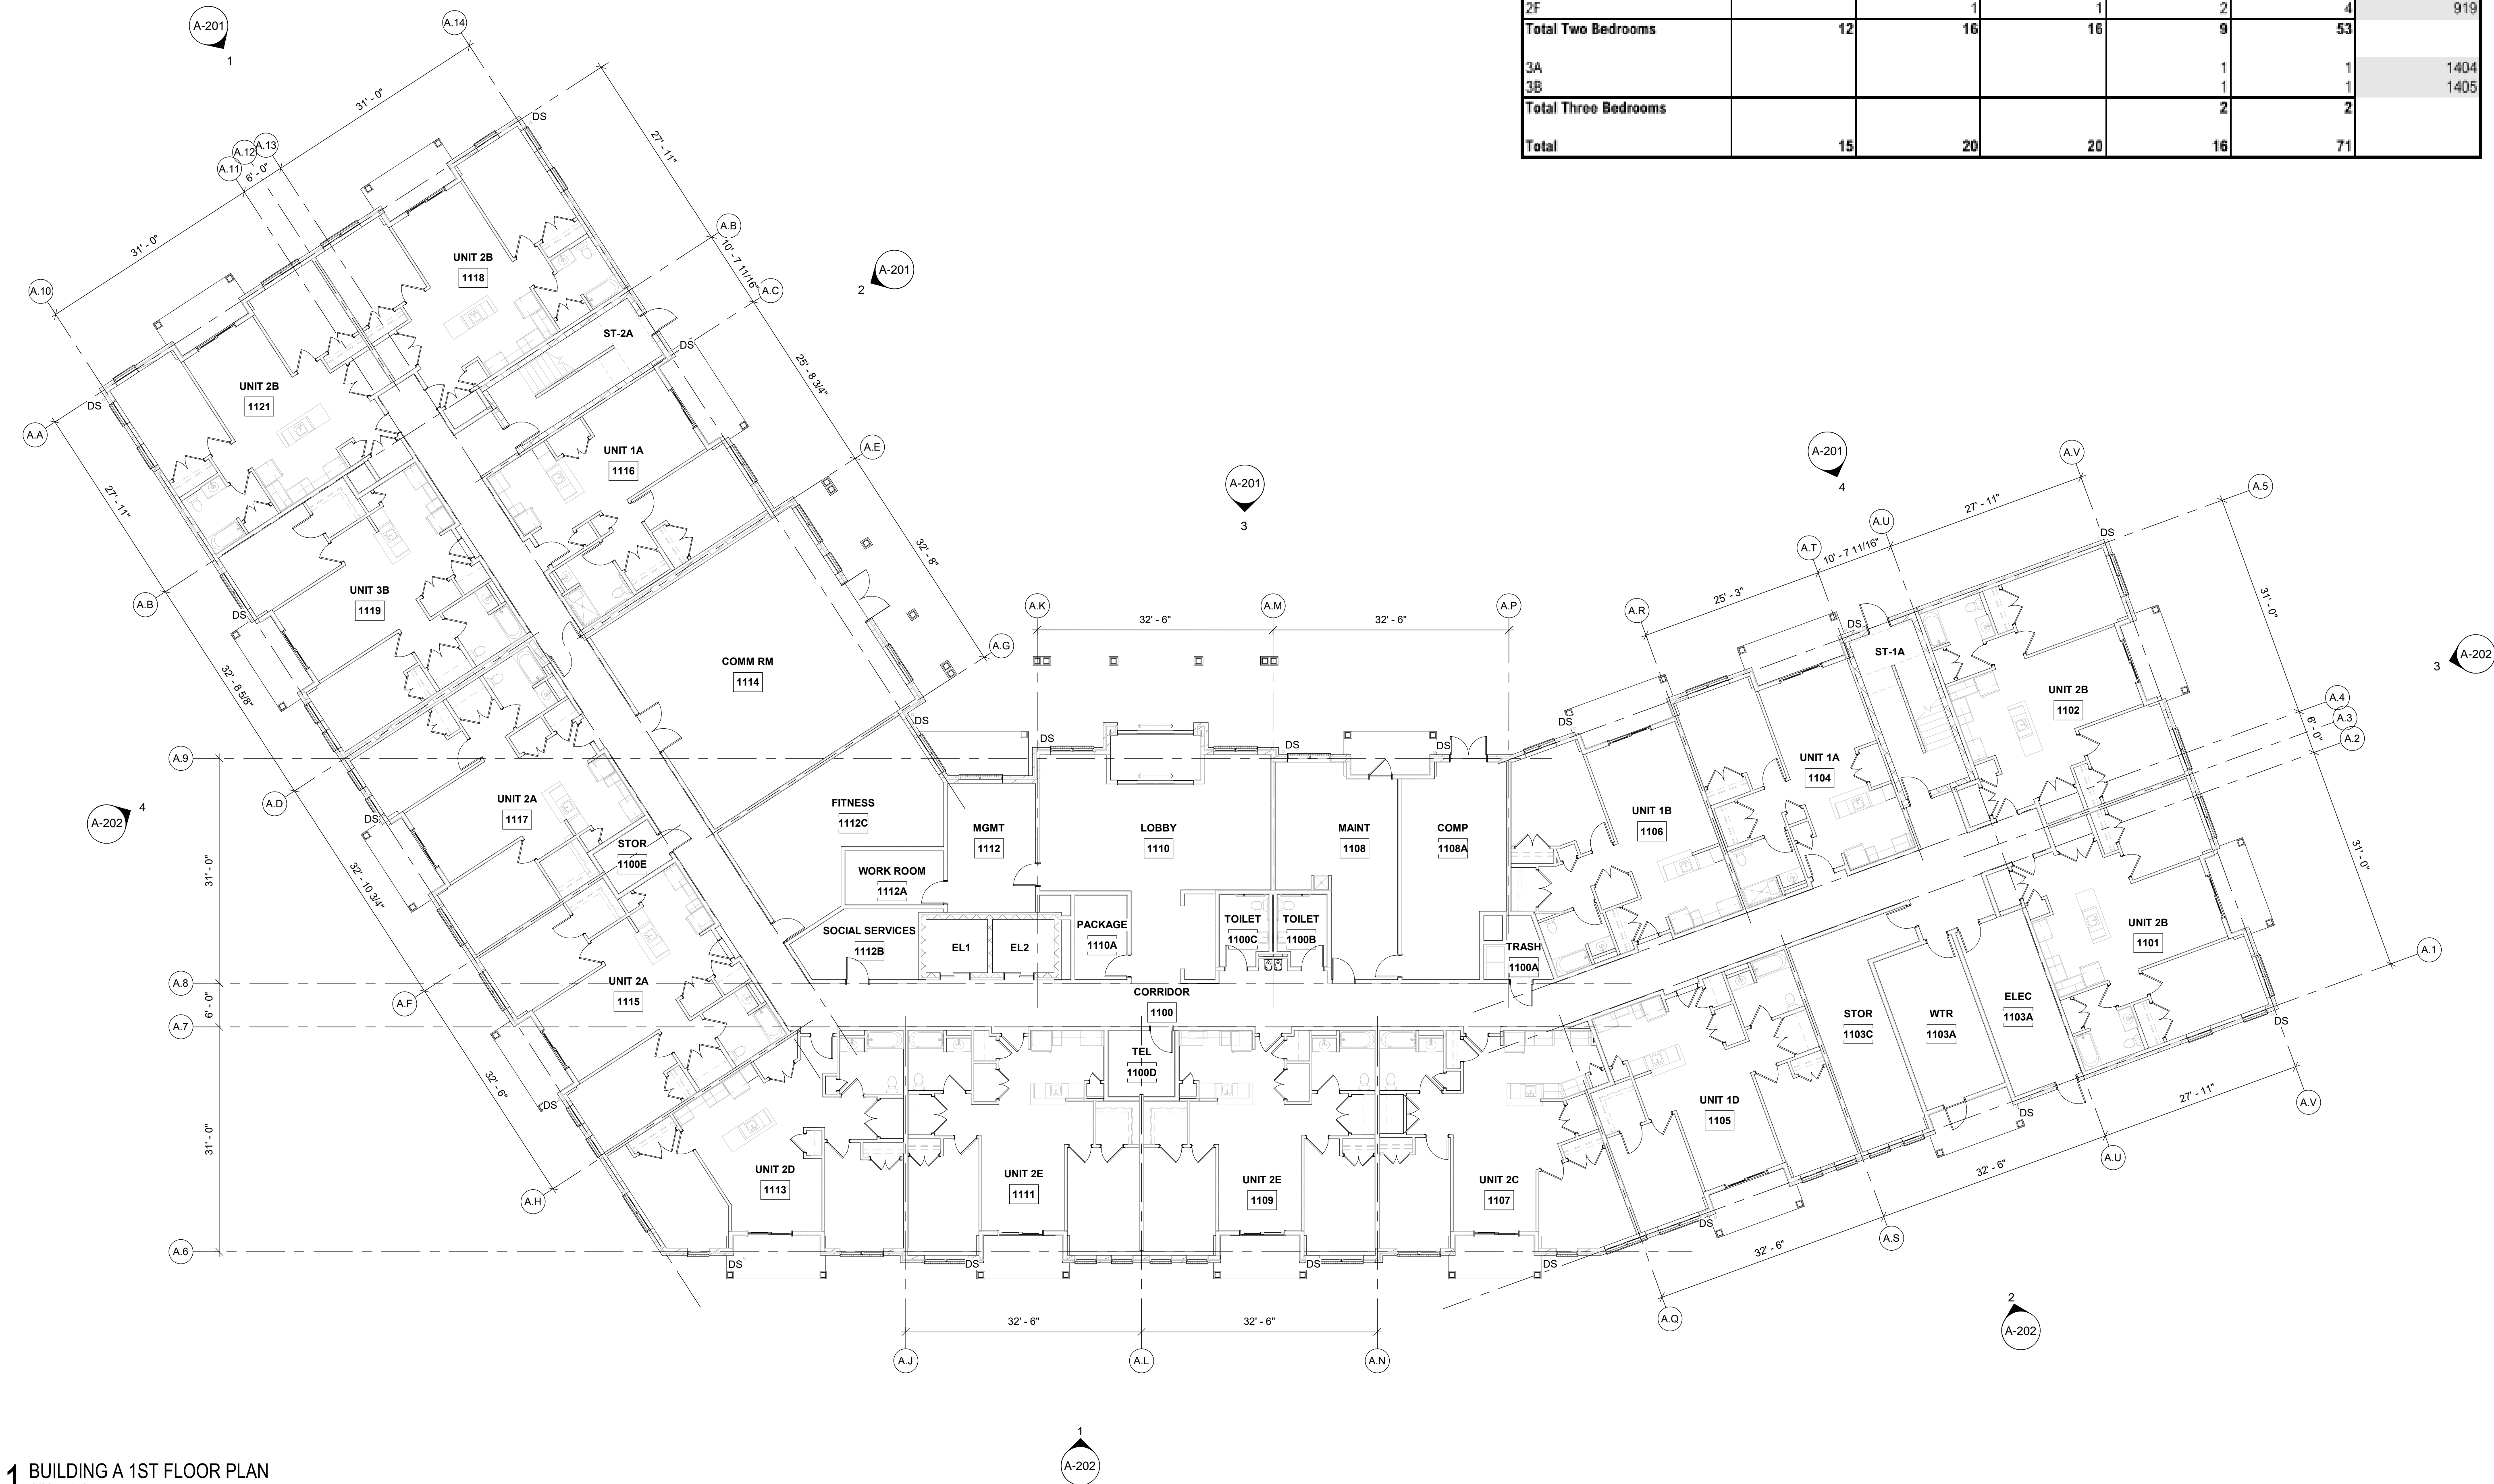 2F 1 1 2 4 919
Total Two Bedrooms 12 16 16 9 53
3A 1 1 1404
3B 1 1 1405
Total Three Bedrooms 2 2
Total 15 20 20 16 71
A-201
1
A.14
31' - 0"
27' - 11"
DS
A.11
A.12
A.13
6' - 0"
31' - 0"
A.10
A.B
10' - 7 11/16"
A.C
A-201
2
UNIT 2B
1118
ST-2A
DS
25' - 8 3/4"
UNIT 2B
1121
DS
A.A
27' - 11"
UNIT 1A
1116
A.E
32' - 8"
A.G
A.B
DS
UNIT 3B
1119
32' - 8 5/8"
COMM RM
1114
A-201
3
A.K
A.M
A.P
32' - 6"
32' - 6"
A-201
4
A.V
A.5
27' - 11"
A.U
A.T
10' - 7 11/16"
DS
25' - 3"
A.R
31' - 0"
DS
ST-1A
A-202
3
UNIT 2B
1102
A.4
A.3
A.2
6' - 0"
DS
DS
DS
DS
DS
A.9
A.D
A-202
4
UNIT 2A
1117
DS
STOR
1100E
FITNESS
1112C
MGMT
1112
LOBBY
1110
MAINT
1108
COMP
1108A
UNIT 1B
1106
UNIT 1A
1104
31' - 0"
31' - 0"
32' - 10 3/4"
WORK ROOM
1112A
SOCIAL SERVICES
1112B
EL1
EL2
PACKAGE
1110A
TOILET
1100C
TOILET
1100B
TRASH
1100A
UNIT 2B
1101
A.1
A.8
6' - 0"
A.7
A.F
UNIT 2A
1115
CORRIDOR
1100
STOR
1103C
WTR
1103A
ELEC
1103A
DS
TEL
1100D
32' - 6"
DS
UNIT 1D
1105
DS
27' - 11"
A.V
31' - 0"
A.U
32' - 6"
A.H
UNIT 2D
1113
UNIT 2E
1111
UNIT 2E
1109
UNIT 2C
1107
DS
A.S
32' - 6"
A.6
DS
DS
DS
DS
A.Q
32' - 6"
32' - 6"
A.J
A.L
A.N
2
A-202
1
A-202
1 BUILDING A 1ST FLOOR PLAN